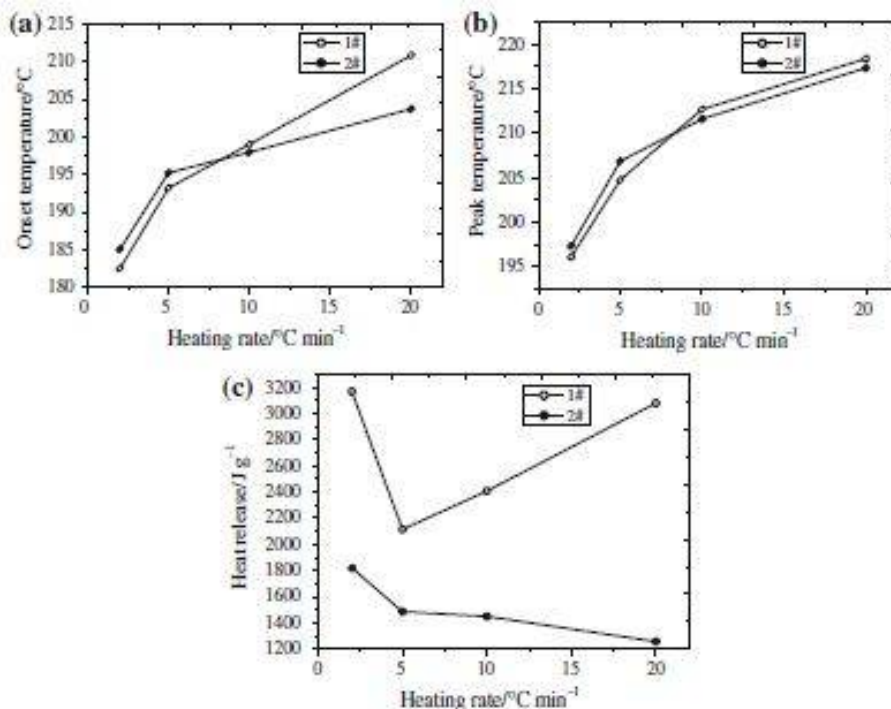 (a)
215
210
205
200
195
190
185
180
Onset temperature/°C
1#
2#
0 5 10 15 20
Heating rate/°C min⁻¹
(b)
220
215
210
205
200
195
Peak temperature/°C
1#
2#
0 5 10 15 20
Heating rate/°C min⁻¹
(c)
3200
3000
2800
2600
2400
2200
2000
1800
1600
1400
1200
Heat release/J g⁻¹
1#
2#
0 5 10 15 20
Heating rate/°C min⁻¹